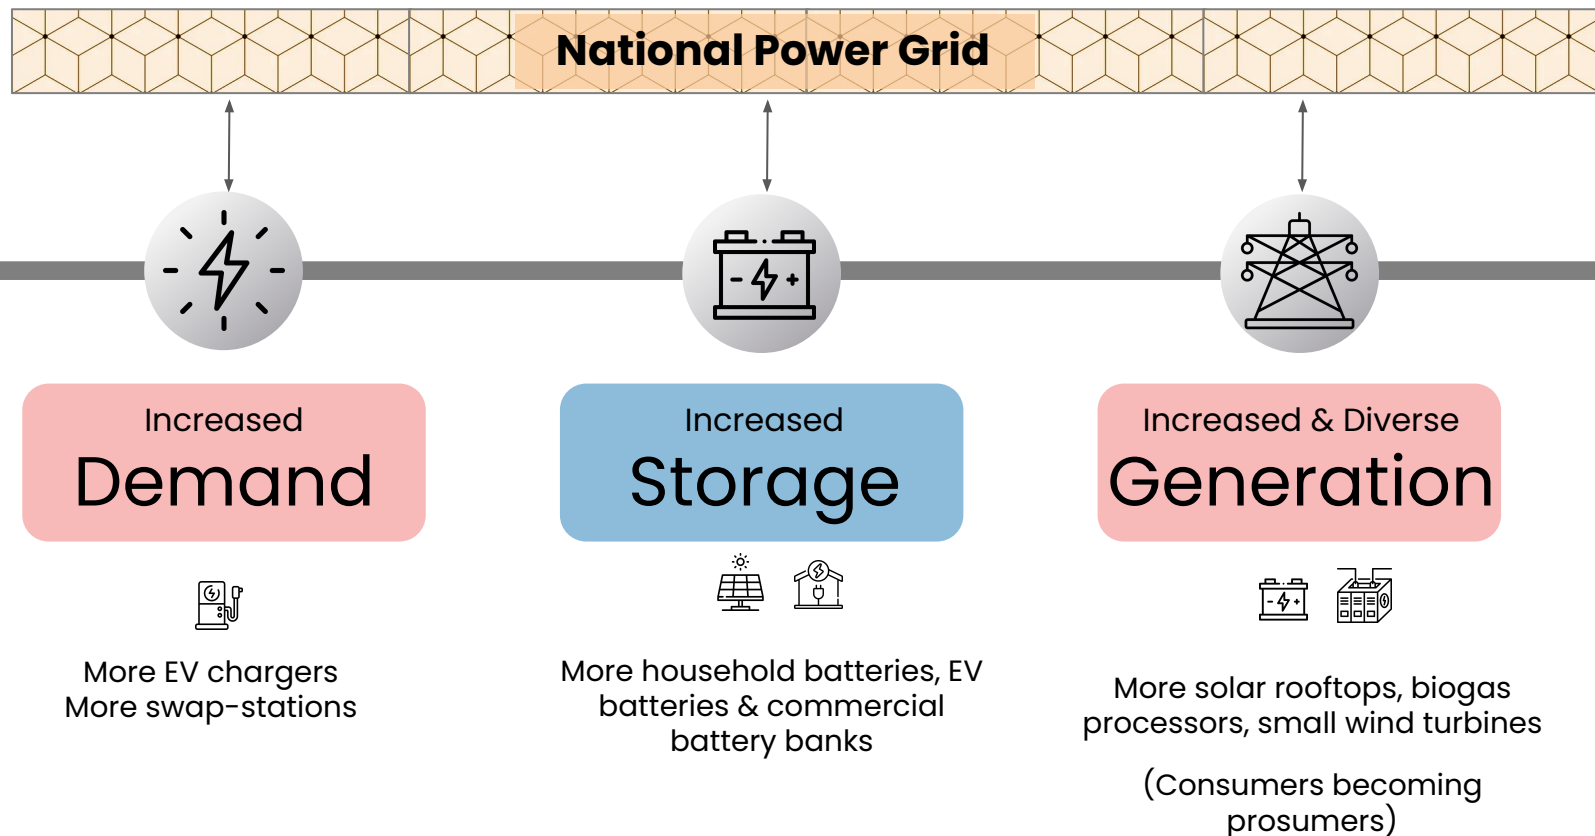 National Power Grid
Increased
Demand
Increased
Storage
Increased & Diverse
Generation
More EV chargers
More swap-stations
More household batteries, EV
batteries & commercial
battery banks
More solar rooftops, biogas
processors, small wind turbines
(Consumers becoming
prosumers)